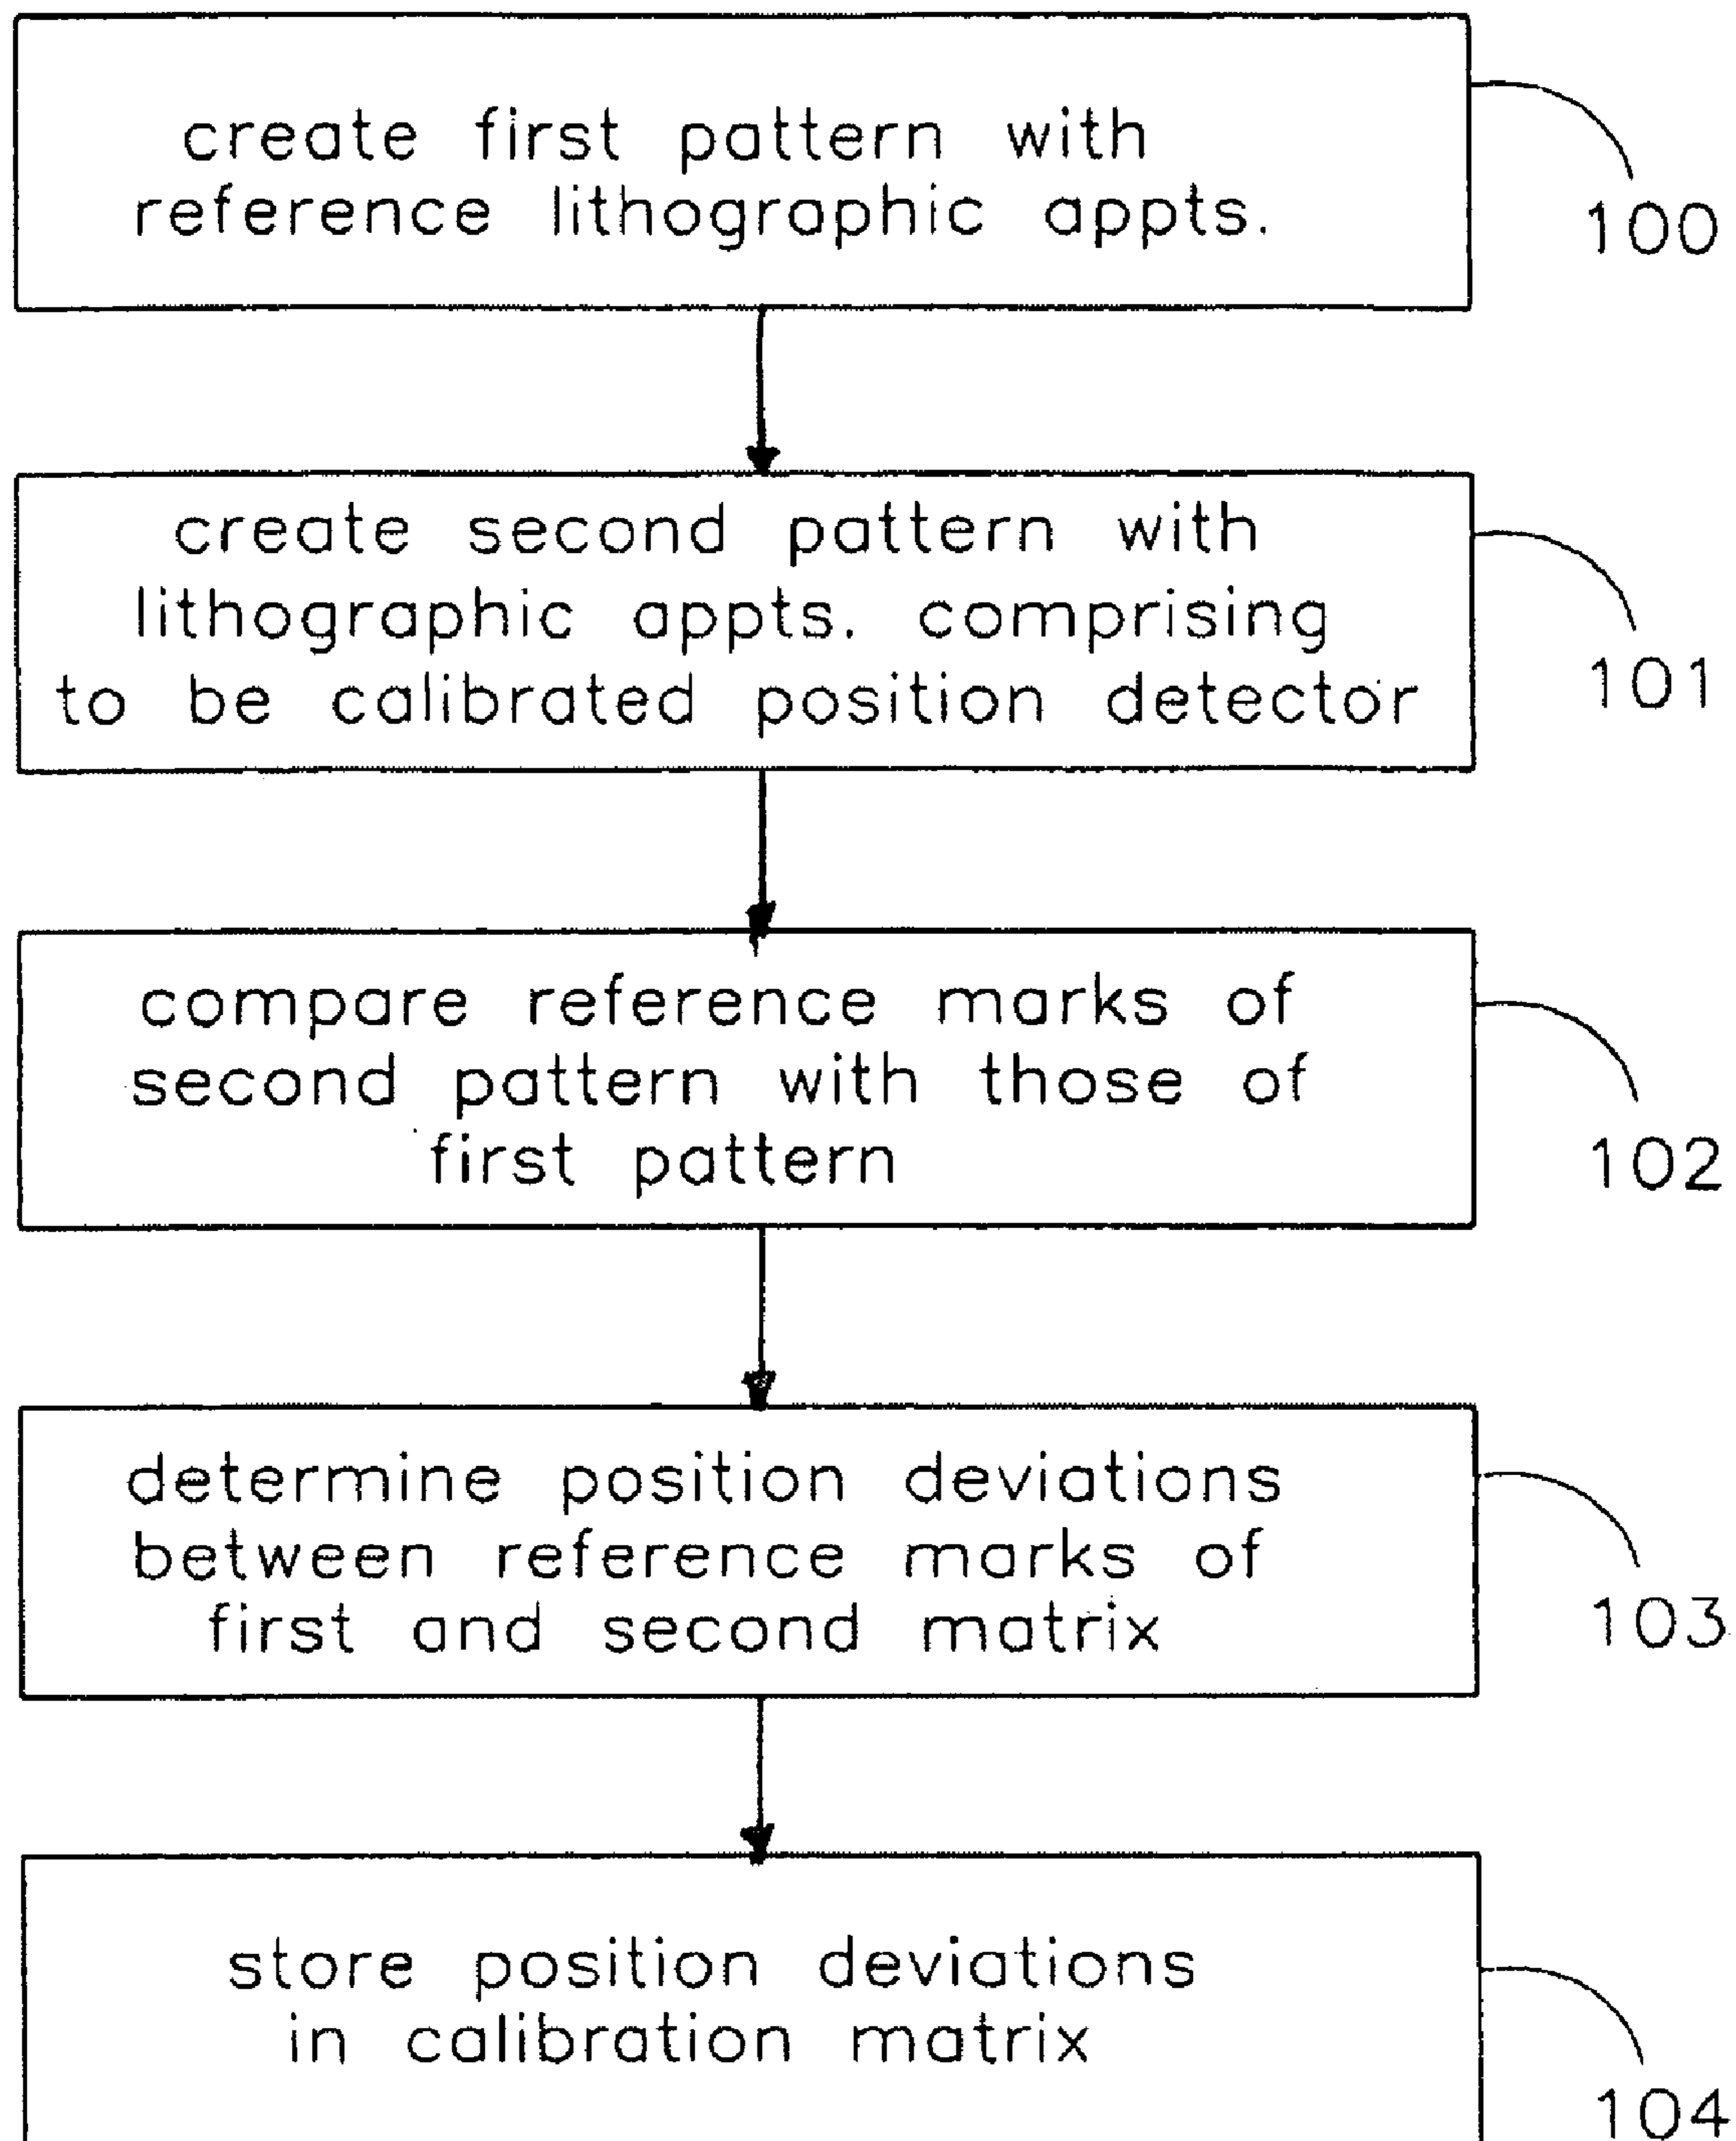 create first pattern with
reference lithographic appts.
100
create second pattern with
lithographic appts. comprising
to be calibrated position detector
101
compare reference marks of
second pattern with those of
first pattern
102
determine position deviations
between reference marks of
first and second matrix
103
store position deviations
in calibration matrix
104